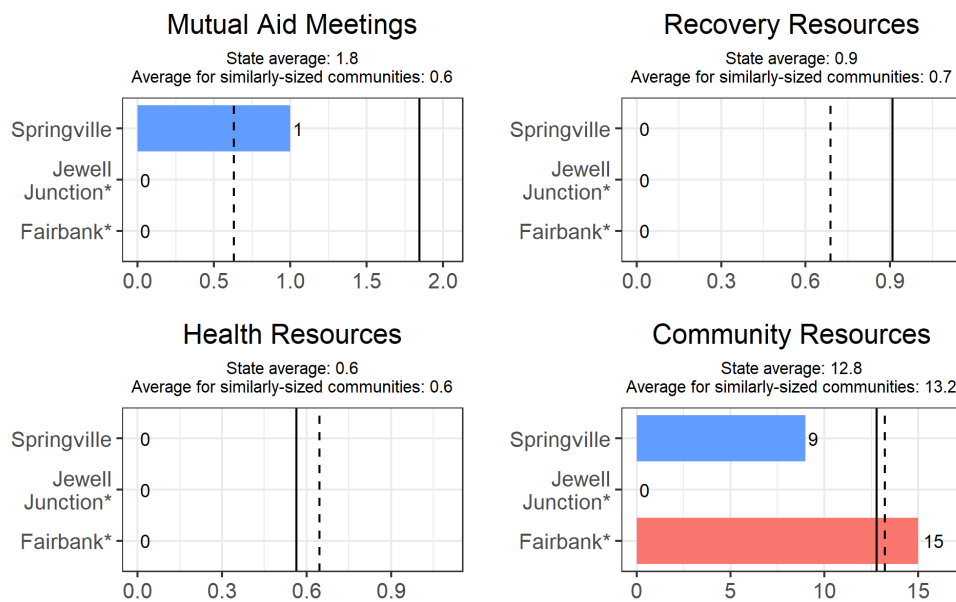 Mutual Aid Meetings
State average: 1.8
Average for similarly-sized communities: 0.6
Springville
1
Jewell
Junction*
0
Fairbank*
0
0.0 0.5 1.0 1.5 2.0
Recovery Resources
State average: 0.9
Average for similarly-sized communities: 0.7
Springville
0
Jewell
Junction*
0
Fairbank*
0
0.0 0.3 0.6 0.9
Health Resources
State average: 0.6
Average for similarly-sized communities: 0.6
Springville
0
Jewell
Junction*
0
Fairbank*
0
0.0 0.3 0.6 0.9
Community Resources
State average: 12.8
Average for similarly-sized communities: 13.2
Springville
9
Jewell
Junction*
0
Fairbank*
15
0 5 10 15